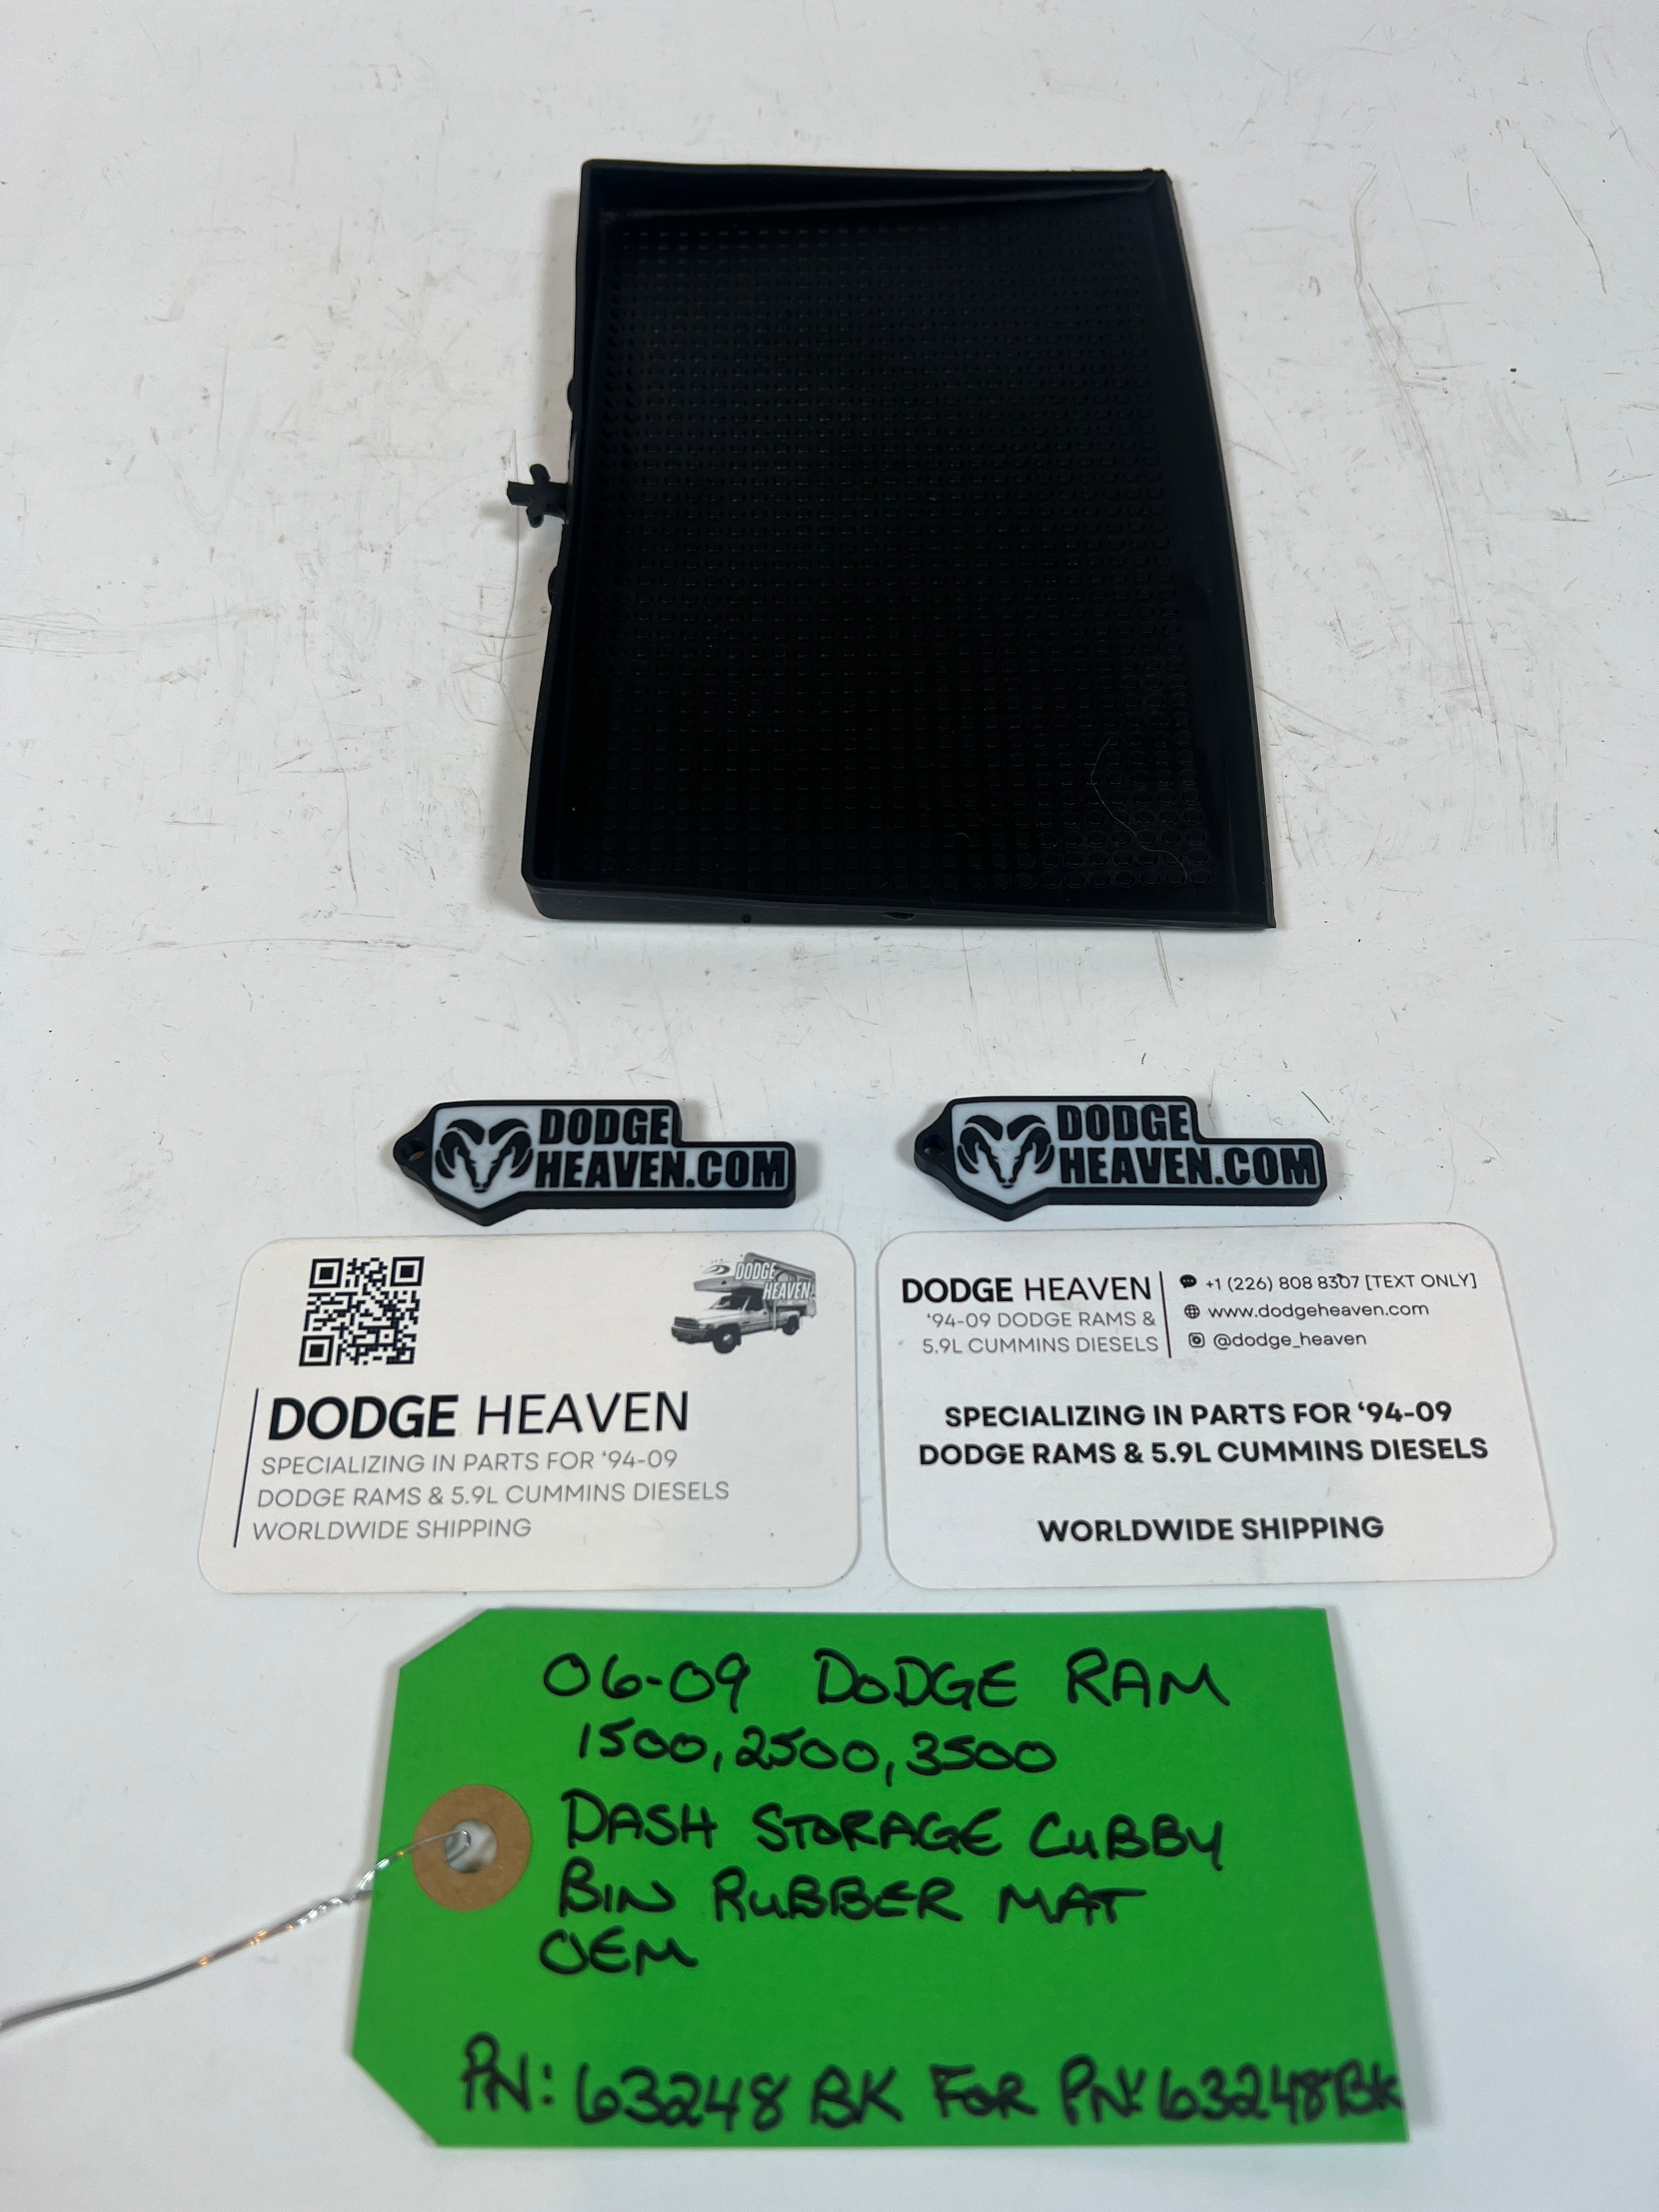 DODGE
HEAVEN.COM
DODGE
HEAVEN.COM
DODGE
HEAVEN
DODGE HEAVEN
SPECIALIZING IN PARTS FOR ‘94-09
DODGE RAMS & 5.9L CUMMINS DIESELS
WORLDWIDE SHIPPING
DODGE HEAVEN
‘94-09 DODGE RAMS &
5.9L CUMMINS DIESELS
+1 (226) 808 8307 [TEXT ONLY]
www.dodgeheaven.com
@dodge_heaven
SPECIALIZING IN PARTS FOR ‘94-09
DODGE RAMS & 5.9L CUMMINS DIESELS
WORLDWIDE SHIPPING
06-09 DODGE RAM
1500, 2500, 3500
DASH STORAGE CUBBY
BIN RUBBER MAT
OEM
PN: 63248 BK FOR PN: 63248BK